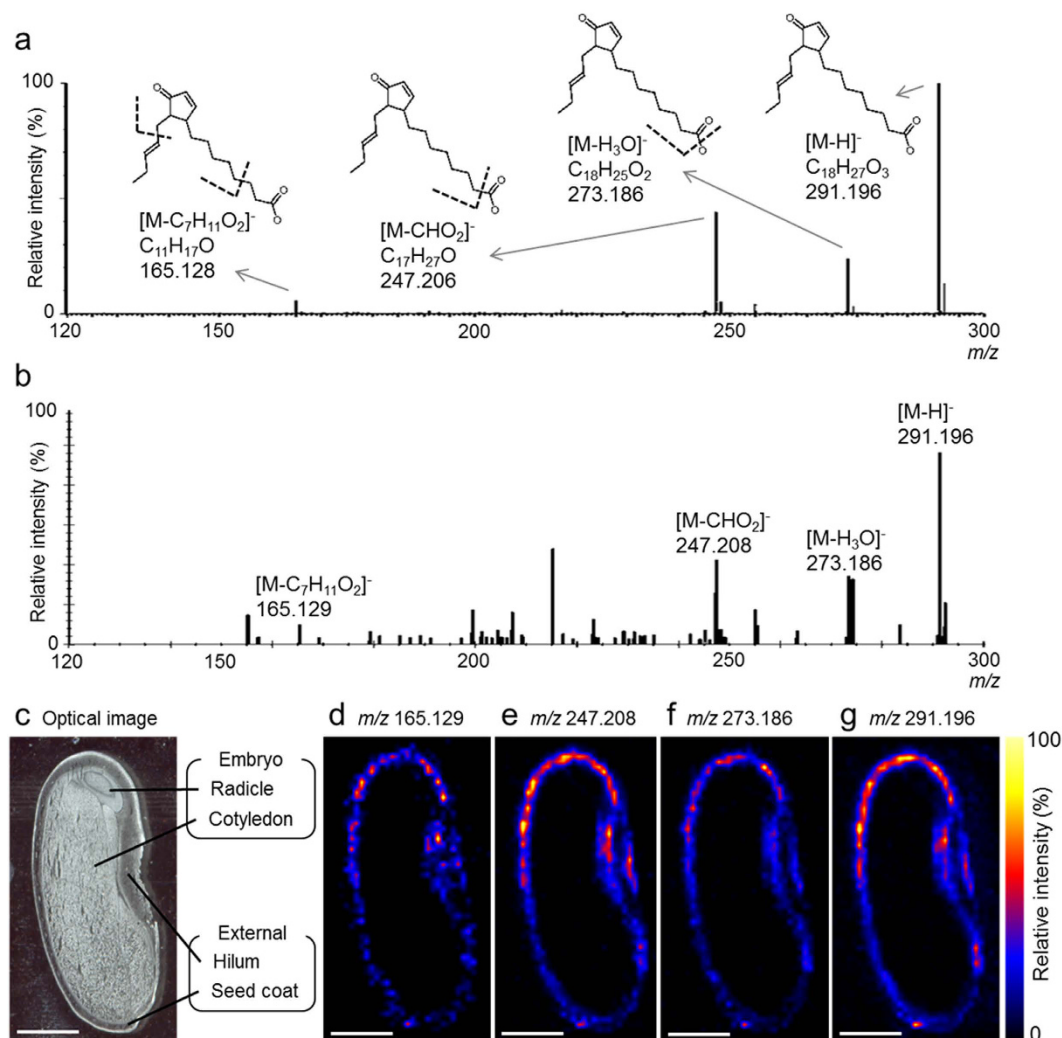 a
Relative intensity (%)
100
0
O
O
O
[M-C₇H₁₁O₂]⁻
C₁₁H₁₇O
165.128
O
O
O
[M-CHO₂]⁻
C₁₇H₂₇O
247.206
O
O
O
[M-H₃O]⁻
C₁₈H₂₅O₂
273.186
O
O
O
[M-H]⁻
C₁₈H₂₇O₃
291.196
120 150 200 250 300
m/z
b
Relative intensity (%)
100
0
[M-C₇H₁₁O₂]⁻
165.129
[M-CHO₂]⁻
247.208
[M-H₃O]⁻
273.186
[M-H]⁻
291.196
120 150 200 250 300
m/z
c Optical image
Embryo
Radicle
Cotyledon
External
Hilum
Seed coat
d m/z 165.129
e m/z 247.208
f m/z 273.186
g m/z 291.196
100
Relative intensity (%)
0